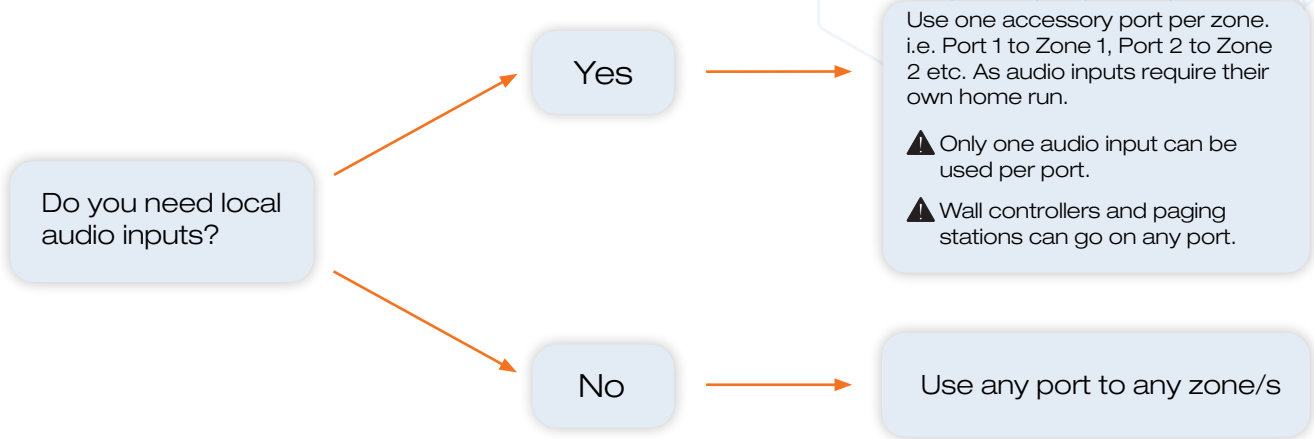 Do you need local
audio inputs?
Yes
Use one accessory port per zone.
i.e. Port 1 to Zone 1, Port 2 to Zone
2 etc. As audio inputs require their
own home run.
Only one audio input can be
used per port.
Wall controllers and paging
stations can go on any port.
No
Use any port to any zone/s